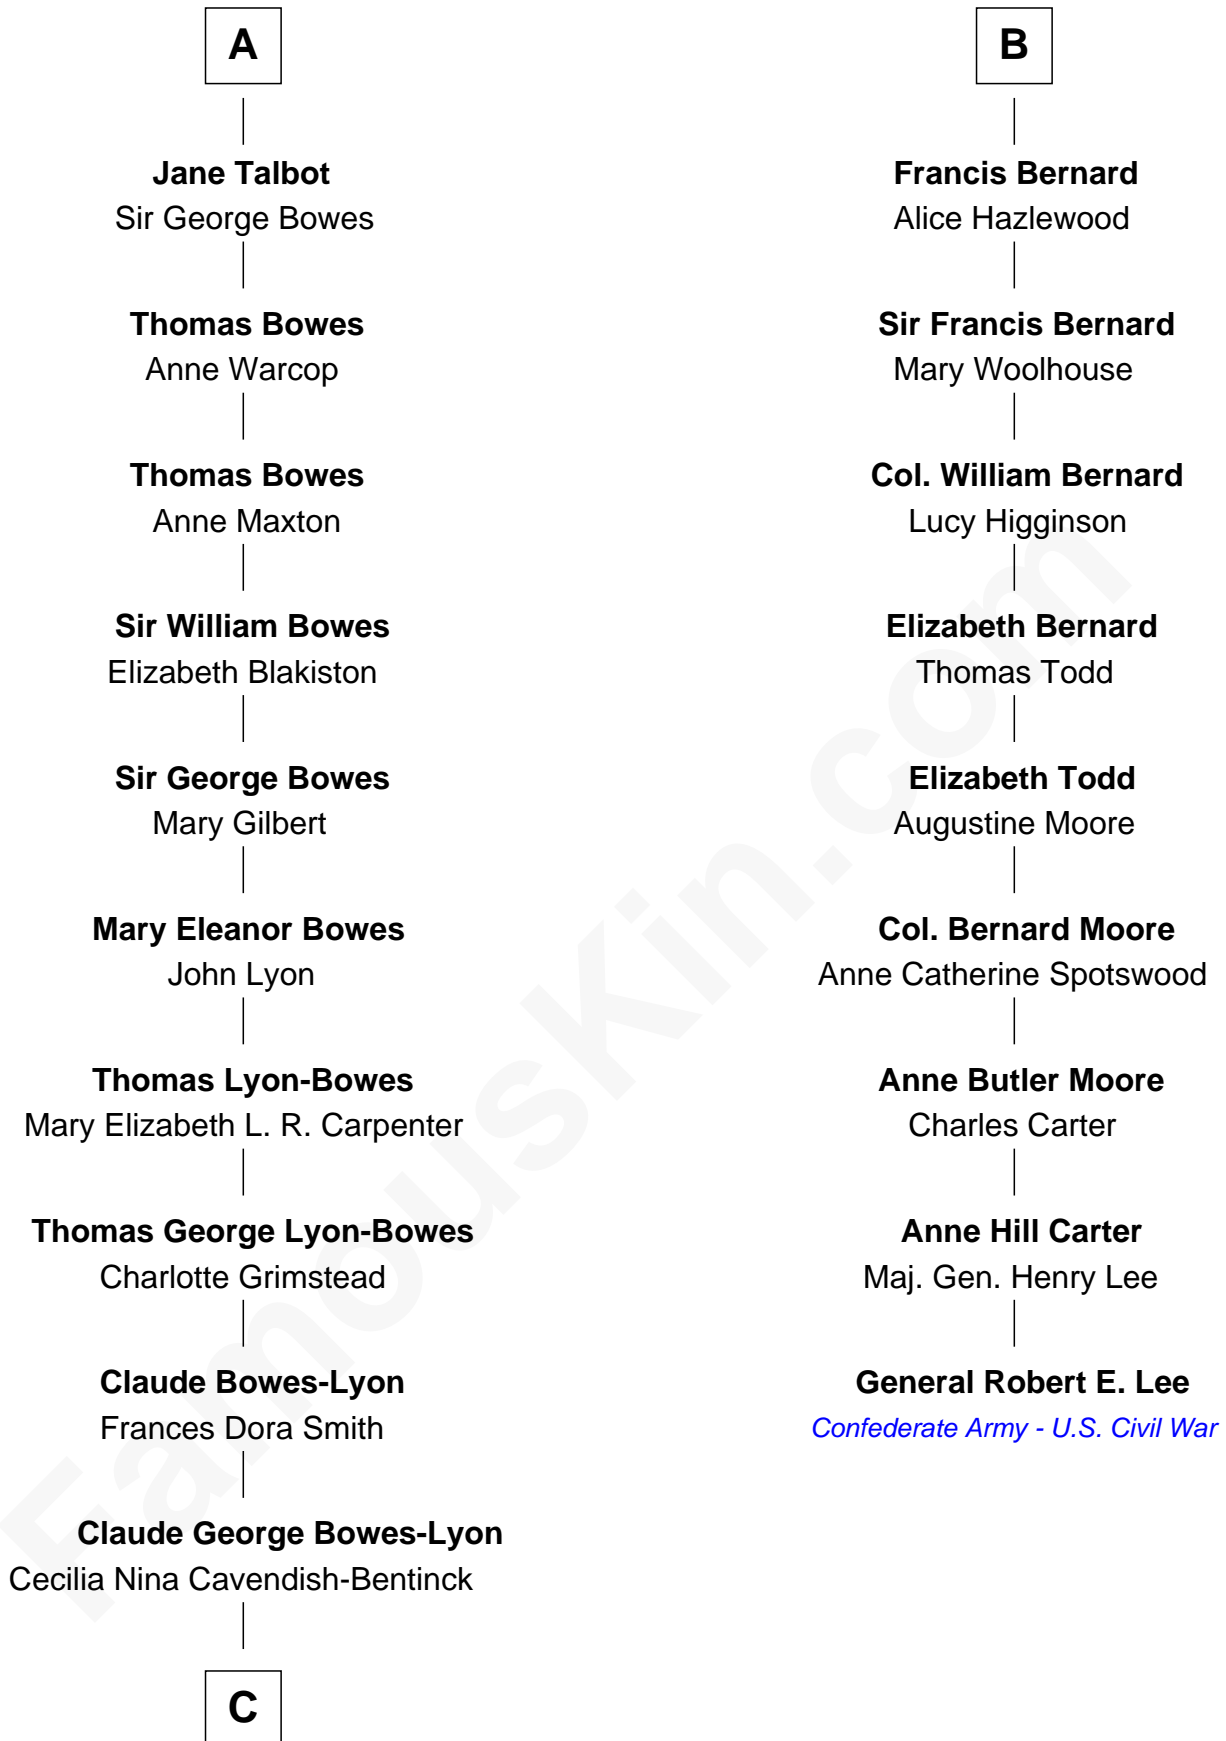 A
Jane Talbot
Sir George Bowes
Thomas Bowes
Anne Warcop
Thomas Bowes
Anne Maxton
Sir William Bowes
Elizabeth Blakiston
Sir George Bowes
Mary Gilbert
Mary Eleanor Bowes
John Lyon
Thomas Lyon-Bowes
Mary Elizabeth L. R. Carpenter
Thomas George Lyon-Bowes
Charlotte Grimstead
Claude Bowes-Lyon
Frances Dora Smith
Claude George Bowes-Lyon
Cecilia Nina Cavendish-Bentinck
C
B
Francis Bernard
Alice Hazlewood
Sir Francis Bernard
Mary Woolhouse
Col. William Bernard
Lucy Higginson
Elizabeth Bernard
Thomas Todd
Elizabeth Todd
Augustine Moore
Col. Bernard Moore
Anne Catherine Spotswood
Anne Butler Moore
Charles Carter
Anne Hill Carter
Maj. Gen. Henry Lee
General Robert E. Lee
Confederate Army - U.S. Civil War
FamousKin.com